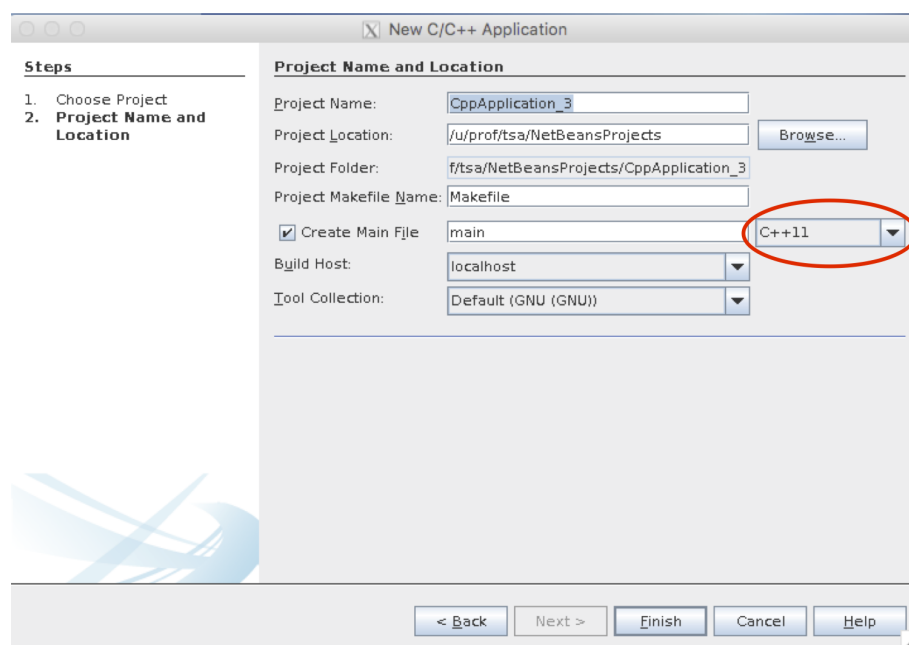 New C/C++ Application
Steps
1. Choose Project
2. Project Name and
Location
Project Name and Location
Project Name: CppApplication_3
Project Location: /u/prof/tsa/NetBeansProjects Browse...
Project Folder: f/tsa/NetBeansProjects/CppApplication_3
Project Makefile Name: Makefile
Create Main File main C++11
Build Host: localhost
Tool Collection: Default (GNU (GNU))
< Back Next > Finish Cancel Help